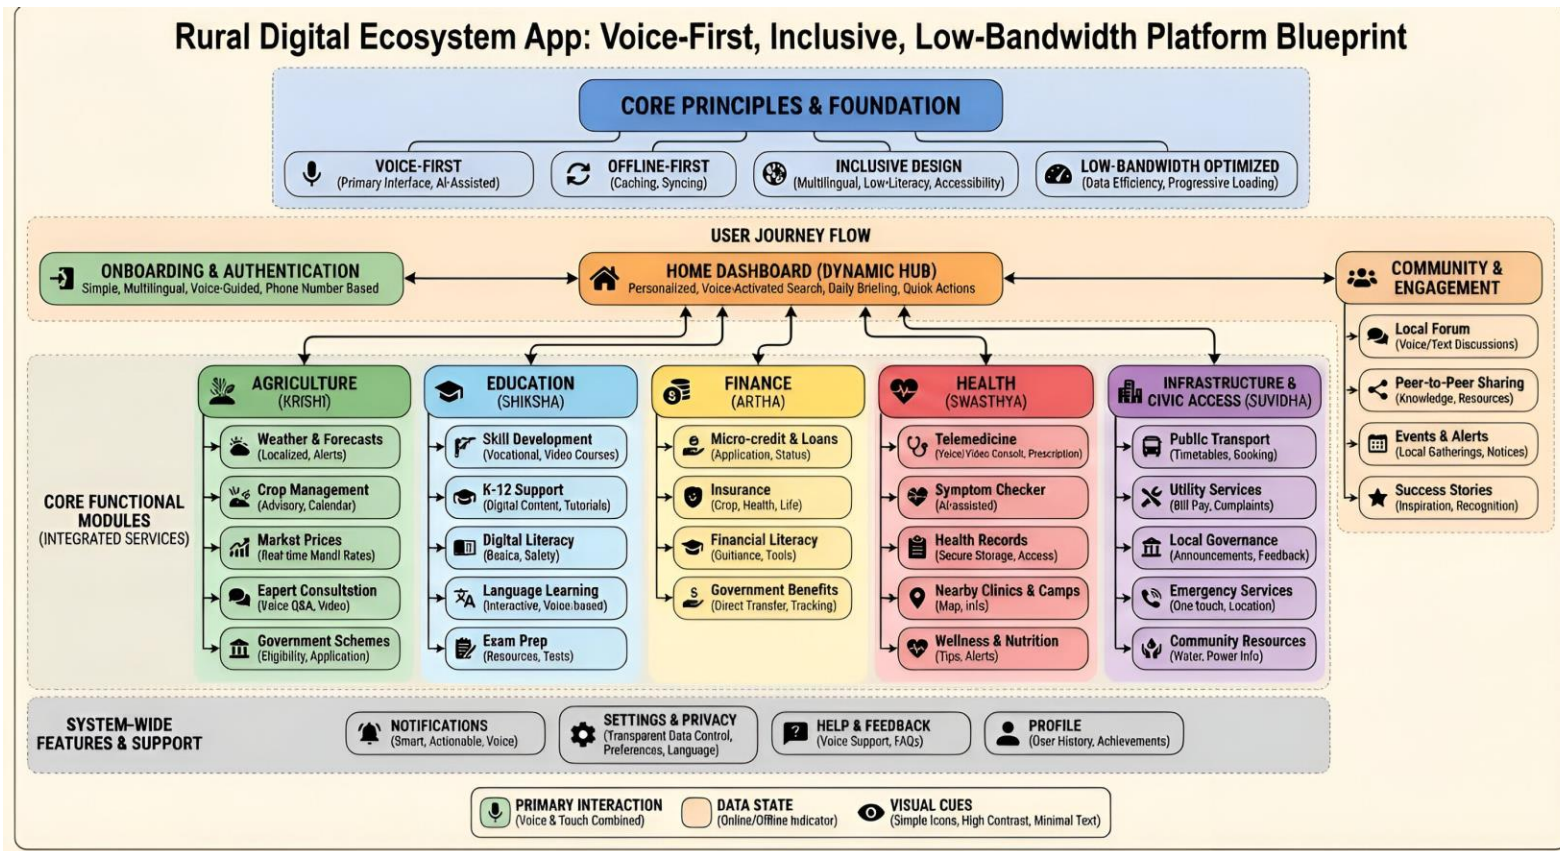 Rural Digital Ecosystem App: Voice-First, Inclusive, Low-Bandwidth Platform Blueprint
CORE PRINCIPLES & FOUNDATION
VOICE-FIRST
(Primary Interface, AI-Assisted)
OFFLINE-FIRST
(Caching, Syncing)
INCLUSIVE DESIGN
(Multilingual, Low-Literacy, Accessibility)
LOW-BANDWIDTH OPTIMIZED
(Data Efficiency, Progressive Loading)
USER JOURNEY FLOW
ONBOARDING & AUTHENTICATION
Simple, Multilingual, Voice-Guided, Phone Number Based
HOME DASHBOARD (DYNAMIC HUB)
Personalized, Voice-Activated Search, Daily Briefing, Quiok Actions
COMMUNITY &
ENGAGEMENT
Local Forum
(Voice/Text Discussions)
Peer-to-Peer Sharing
(Knowledge, Resources)
Events & Alerts
(Local Gatherings, Notices)
Success Stories
(Inspiration, Recognition)
CORE FUNCTIONAL
MODULES
(INTEGRATED SERVICES)
AGRICULTURE
(KRISHI)
Weather & Forecasts
(Localized, Alerts)
Crop Management
(Advisory, Calendar)
Market Prices
(Real time Mandl Rates)
Eapert Consultstion
(Voice Q&A, Video)
Government Schemes
(Eligibility, Application)
EDUCATION
(SHIKSHA)
Skill Development
(Vocational, Video Courses)
K-12 Support
(Digital Content, Tutorials)
Digital Literacy
(Beaica, Salety)
Language Learning
(Interactive, Voice based)
Exam Prep
(Resources, Tests)
FINANCE
(ARTHA)
Micro-credit & Loans
(Application, Status)
Insurance
(Crop, Health, Life)
Financial Literacy
(Guitiance, Tools)
Government Benefits
(Direct Transfer, Tracking)
HEALTH
(SWASTHYA)
Telemedicine
(Voice/Video Consolt, Prescription)
Symptom Checker
(AI-assisted)
Health Records
(Secure Storage, Access)
Nearby Clinics & Camps
(Map, inls)
Wellness & Nutrition
(Tips, Alerts)
INFRASTRUCTURE &
CIVIC ACCESS (SUVIDHA)
Public Transport
(Timetables, Booking)
Utility Services
(Bill Pay, Complaints)
Local Governance
(Announcements, Feedback)
Emergency Services
(One touch, Location)
Community Resources
(Water, Power Info)
SYSTEM-WIDE
FEATURES & SUPPORT
NOTIFICATIONS
(Smart, Actionable, Voice)
SETTINGS & PRIVACY
(Transparent Data Control,
Preferences, Language)
HELP & FEEDBACK
(Voice Support, FAQs)
PROFILE
(User History, Achievements)
PRIMARY INTERACTION
(Voice & Touch Combined)
DATA STATE
(Online/Offline Indicator)
VISUAL CUES
(Simple Icons, High Contrast, Minimal Text)